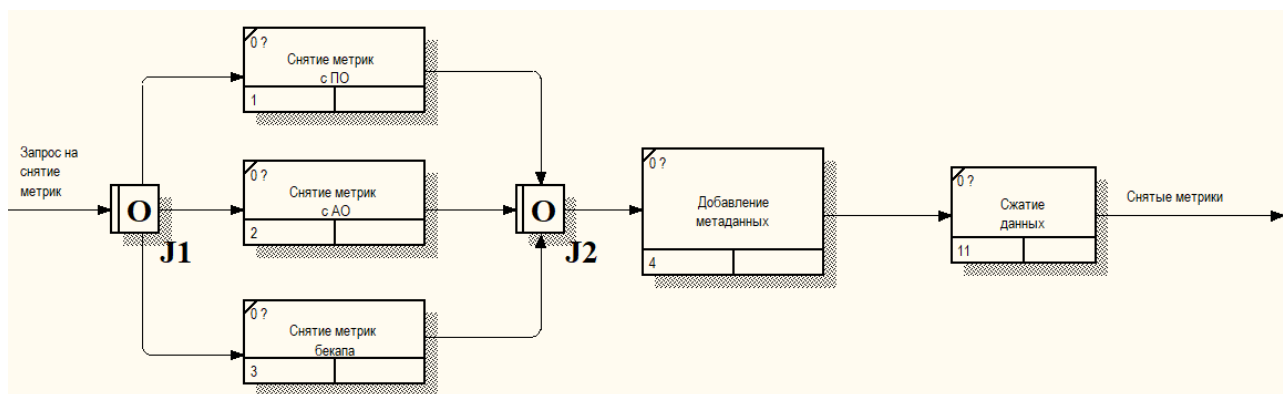 Запрос на
снятие
метрик
O
J1
0 ?
Снятие метрик
с ПО
1
0 ?
Снятие метрик
с АО
2
0 ?
Снятие метрик
бекапа
3
O
J2
0 ?
Добавление
метаданных
4
0 ?
Сжатие
данных
11
Снятые метрики